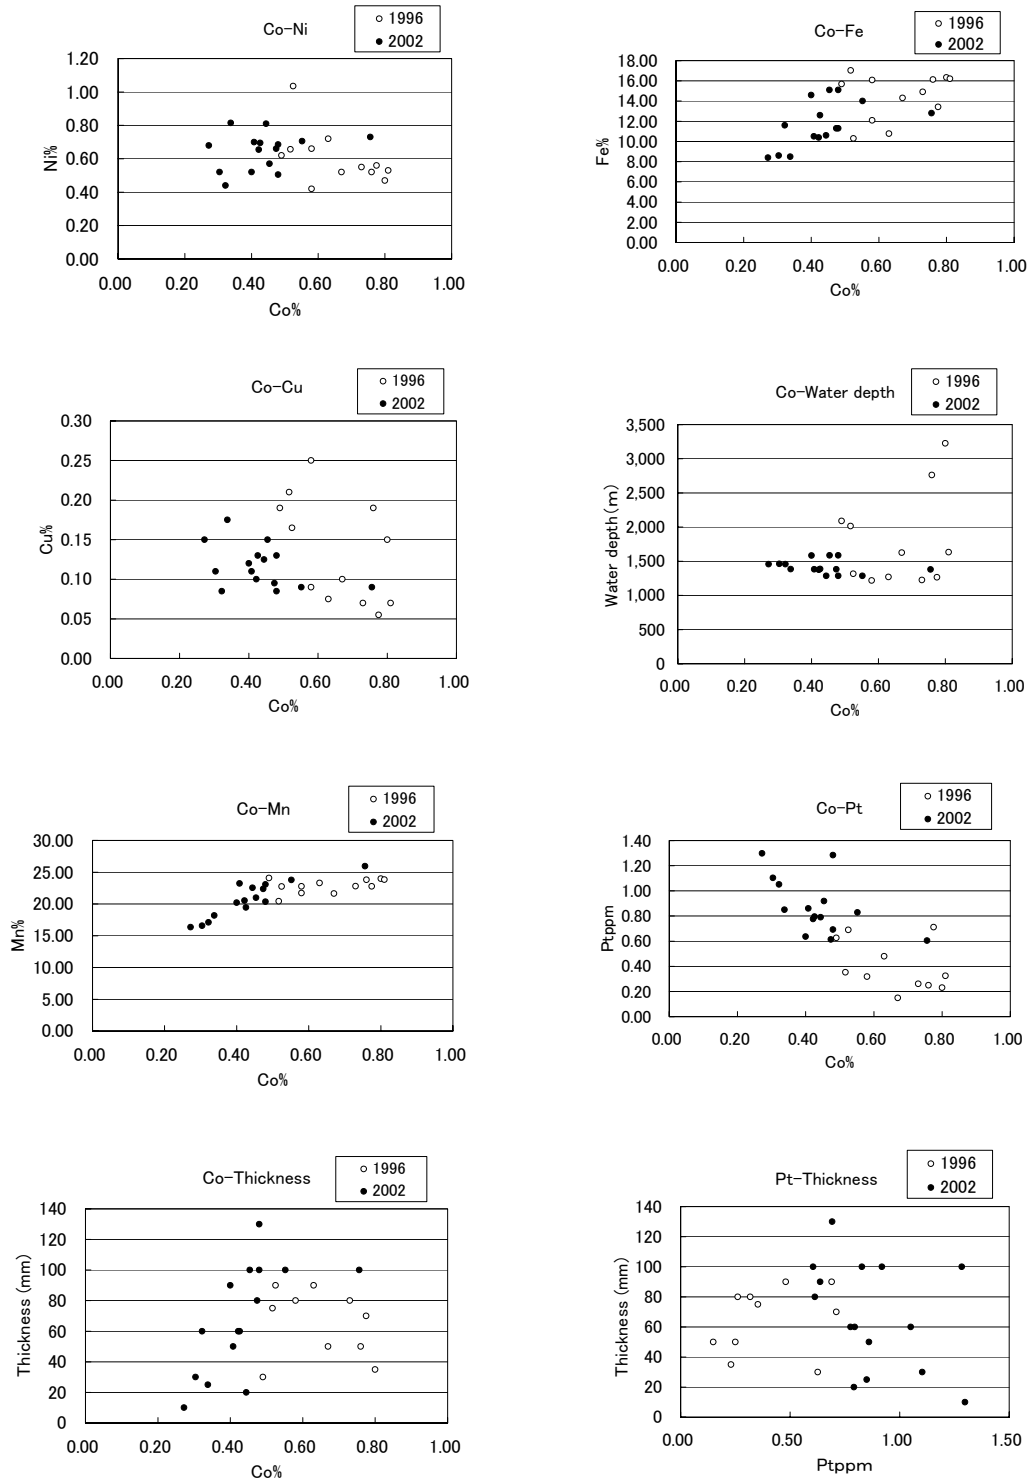 Co-Ni
1996
2002
1.20
1.00
0.80
0.60
0.40
0.20
0.00
Ni%
0.00 0.20 0.40 0.60 0.80 1.00
Co%
Co-Fe
1996
2002
18.00
16.00
14.00
12.00
10.00
8.00
6.00
4.00
2.00
0.00
Fe%
0.00 0.20 0.40 0.60 0.80 1.00
Co%
Co-Cu
1996
2002
0.30
0.25
0.20
0.15
0.10
0.05
0.00
Cu%
0.00 0.20 0.40 0.60 0.80 1.00
Co%
Co-Water depth
1996
2002
3,500
3,000
2,500
2,000
1,500
1,000
500
0
Water depth(m)
0.00 0.20 0.40 0.60 0.80 1.00
Co%
Co-Mn
1996
2002
30.00
25.00
20.00
15.00
10.00
5.00
0.00
Mn%
0.00 0.20 0.40 0.60 0.80 1.00
Co%
Co-Pt
1996
2002
1.40
1.20
1.00
0.80
0.60
0.40
0.20
0.00
Ptppm
0.00 0.20 0.40 0.60 0.80 1.00
Co%
Co-Thickness
1996
2002
140
120
100
80
60
40
20
0
Thickness (mm)
0.00 0.20 0.40 0.60 0.80 1.00
Co%
Pt-Thickness
1996
2002
140
120
100
80
60
40
20
0
Thickness (mm)
0.00 0.50 1.00 1.50
Ptppm